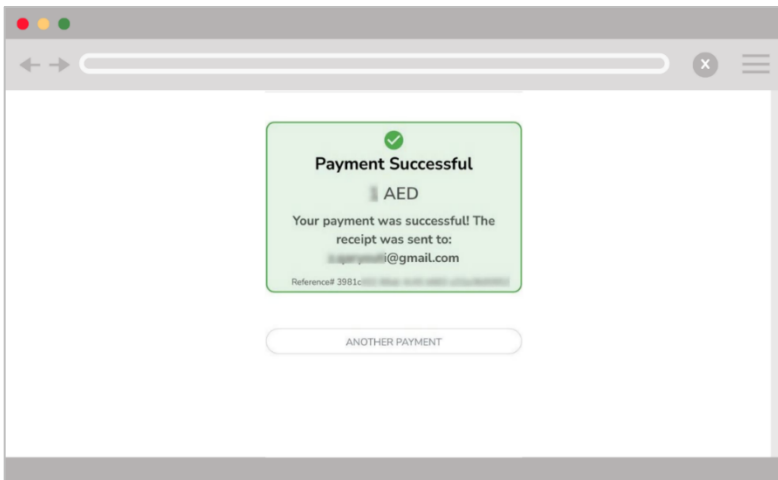 X
Payment Successful
AED
Your payment was successful! The
receipt was sent to:
i@gmail.com
Reference# 3981c
ANOTHER PAYMENT